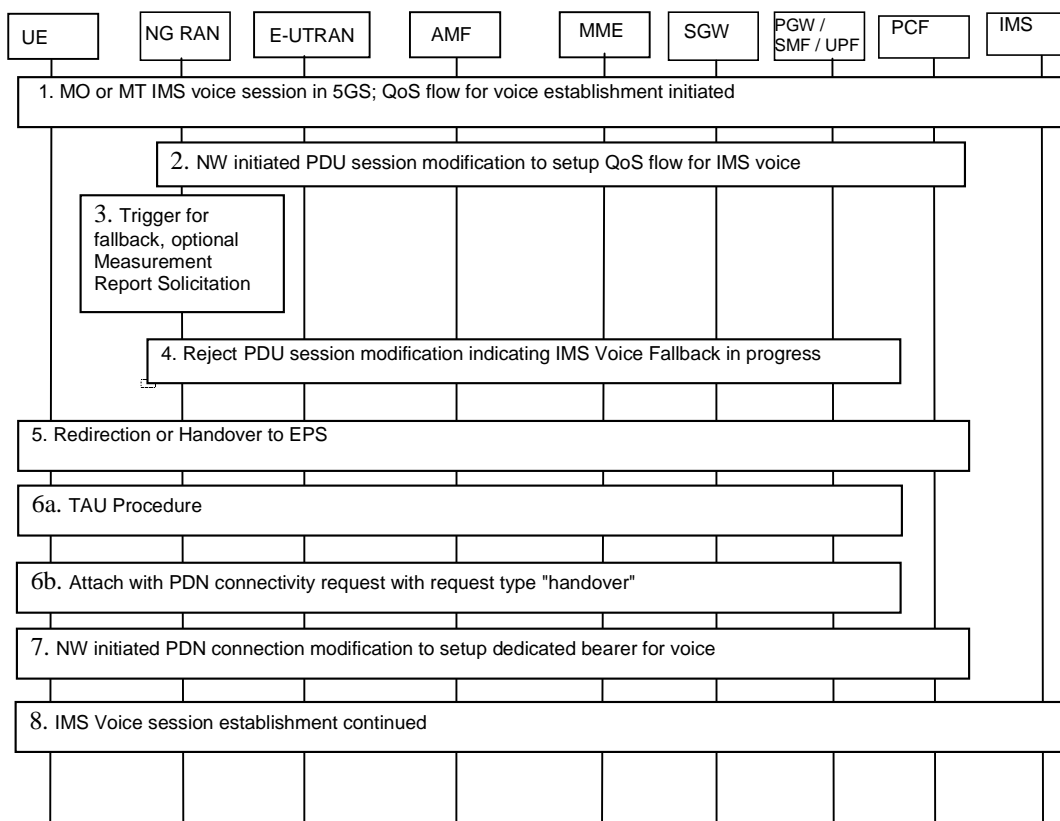 UE
NG RAN
E-UTRAN
AMF
MME
SGW
PGW /
SMF / UPF
PCF
IMS
1. MO or MT IMS voice session in 5GS; QoS flow for voice establishment initiated
2. NW initiated PDU session modification to setup QoS flow for IMS voice
3. Trigger for
fallback, optional
Measurement
Report Solicitation
4. Reject PDU session modification indicating IMS Voice Fallback in progress
5. Redirection or Handover to EPS
6a. TAU Procedure
6b. Attach with PDN connectivity request with request type "handover"
7. NW initiated PDN connection modification to setup dedicated bearer for voice
8. IMS Voice session establishment continued